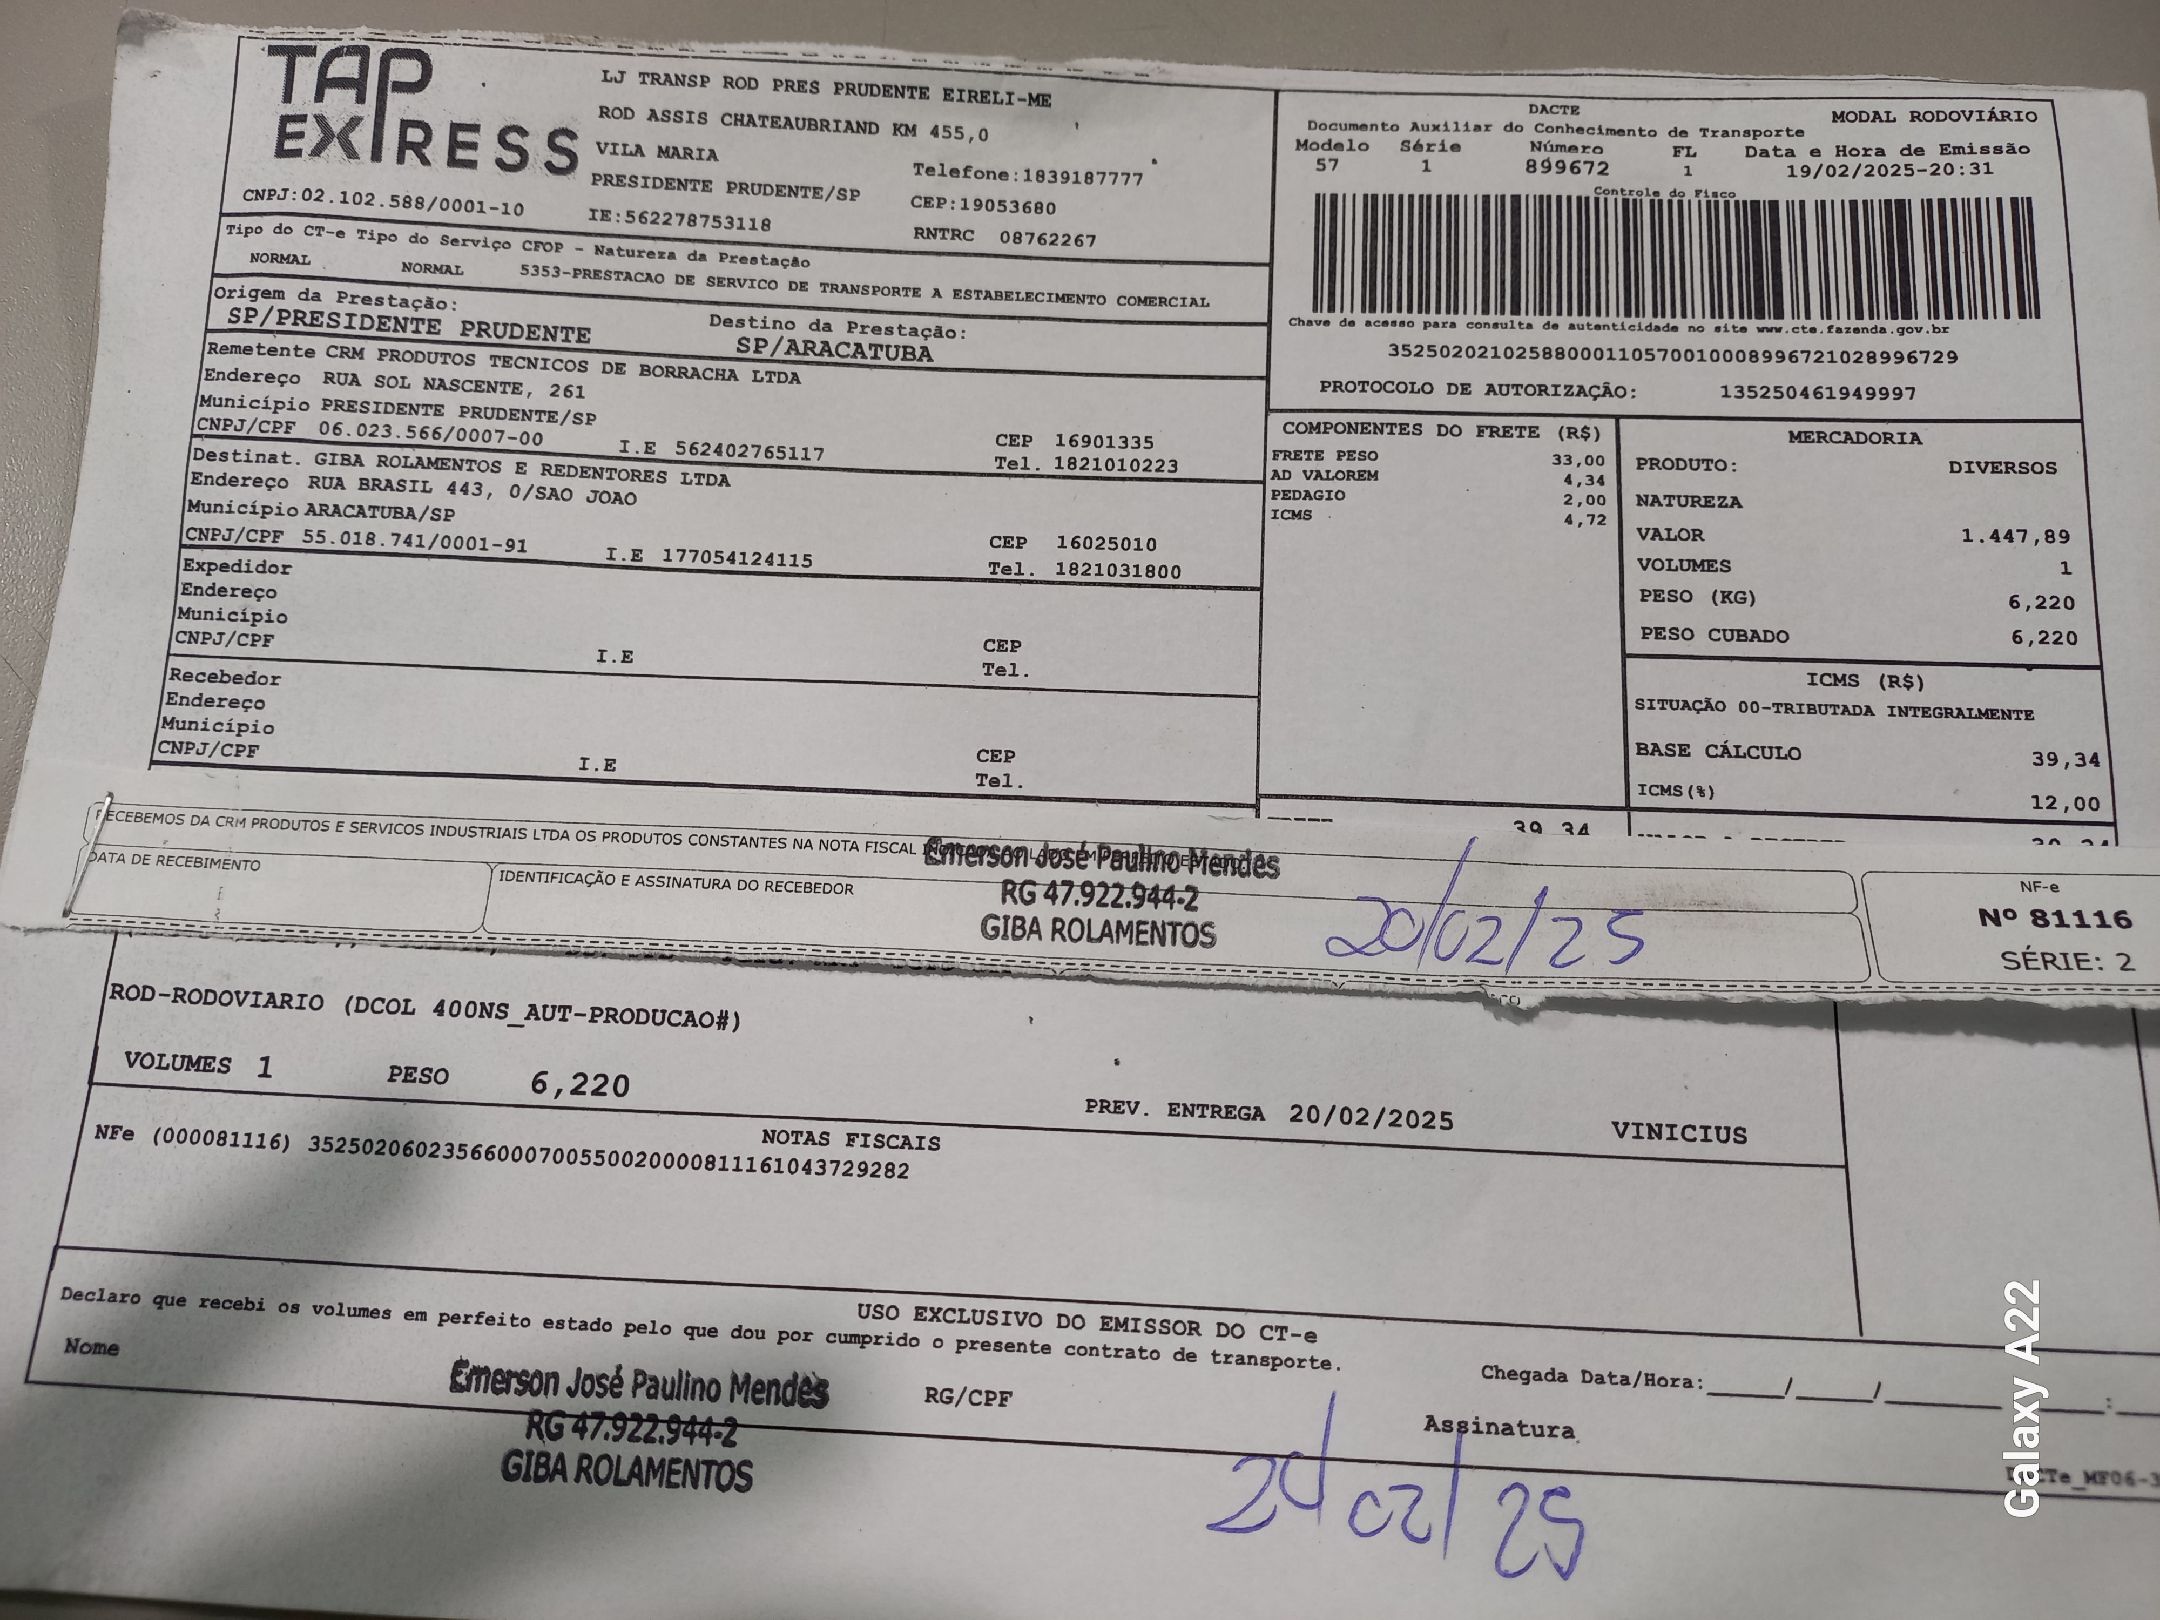 TAP EXPRESS
CNPJ:02.102.588/0001-10
LJ TRANSP ROD PRES PRUDENTE EIRELI-ME
ROD ASSIS CHATEAUBRIAND KM 455,0
VILA MARIA
Telefone:1839187777
PRESIDENTE PRUDENTE/SP
CEP:19053680
IE:562278753118
RNTRC 08762267
DACTE
MODAL RODOVIÁRIO
Documento Auxiliar do Conhecimento de Transporte
Modelo Série Número FL Data e Hora de Emissão
57 1 899672 1 19/02/2025-20:31
Controle do Fisco
Chave de acesso para consulta de autenticidade no site www.cte.fazenda.gov.br
35250202102588000110570010008996721028996729
PROTOCOLO DE AUTORIZAÇÃO: 135250461949997
Tipo do CT-e Tipo do Serviço CFOP - Natureza da Prestação
NORMAL NORMAL 5353-PRESTACAO DE SERVICO DE TRANSPORTE A ESTABELECIMENTO COMERCIAL
Origem da Prestação: Destino da Prestação:
SP/PRESIDENTE PRUDENTE SP/ARACATUBA
Remetente CRM PRODUTOS TECNICOS DE BORRACHA LTDA
Endereço RUA SOL NASCENTE, 261
Município PRESIDENTE PRUDENTE/SP CEP 16901335
CNPJ/CPF 06.023.566/0007-00 I.E 562402765117 Tel. 1821010223
Destinat. GIBA ROLAMENTOS E REDENTORES LTDA
Endereço RUA BRASIL 443, 0/SAO JOAO
Município ARACATUBA/SP CEP 16025010
CNPJ/CPF 55.018.741/0001-91 I.E 177054124115 Tel. 1821031800
Expedidor
Endereço
Município CEP
CNPJ/CPF I.E Tel.
Recebedor
Endereço
Município CEP
CNPJ/CPF I.E Tel.
COMPONENTES DO FRETE (R$)
FRETE PESO 33,00
AD VALOREM 4,34
PEDAGIO 2,00
ICMS 4,72
39,34
MERCADORIA
PRODUTO: DIVERSOS
NATUREZA
VALOR 1.447,89
VOLUMES 1
PESO (KG) 6,220
PESO CUBADO 6,220
ICMS (R$)
SITUAÇÃO 00-TRIBUTADA INTEGRALMENTE
BASE CÁLCULO 39,34
ICMS(%) 12,00
RECEBEMOS DA CRM PRODUTOS E SERVICOS INDUSTRIAIS LTDA OS PRODUTOS CONSTANTES NA NOTA FISCAL
DATA DE RECEBIMENTO
IDENTIFICAÇÃO E ASSINATURA DO RECEBEDOR
Emerson José Paulino Mendes
RG 47.922.944-2
GIBA ROLAMENTOS
20/02/25
NF-e
Nº 81116
SÉRIE: 2
ROD-RODOVIARIO (DCOL 400NS_AUT-PRODUCAO#)
VOLUMES 1 PESO 6,220
PREV. ENTREGA 20/02/2025 VINICIUS
NOTAS FISCAIS
NFe (000081116) 35250206023566000700550020000811161043729282
USO EXCLUSIVO DO EMISSOR DO CT-e
Declaro que recebi os volumes em perfeito estado pelo que dou por cumprido o presente contrato de transporte.
Nome
RG/CPF
Chegada Data/Hora:____/____/
Assinatura
Emerson José Paulino Mendes
RG 47.922.944-2
GIBA ROLAMENTOS
20/02/25
Galaxy A22